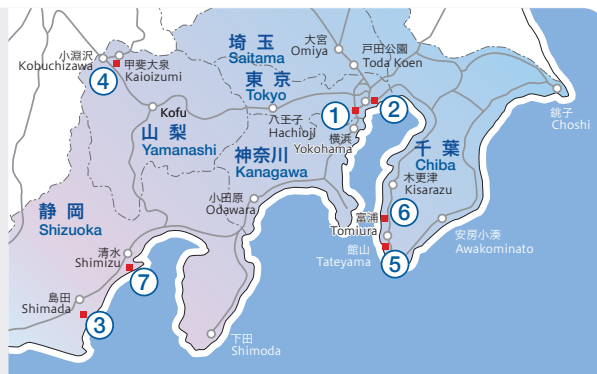 埼玉
Saitama
大宮
Omiya
戸田公園
Toda Koen
小淵沢
Kobuchizawa
甲斐大泉
Kaioizumi
④
東京
Tokyo
八王子
Hachioji
①
②
横浜
Yokohama
銚子
Choshi
Kofu
山梨
Yamanashi
神奈川
Kanagawa
千葉
Chiba
木更津
Kisarazu
小田原
Odawara
静岡
Shizuoka
富浦
Tomiura
⑥
館山
Tateyama
⑤
安房小湊
Awakominato
清水
Shimizu
⑦
島田
Shimada
③
下田
Shimoda